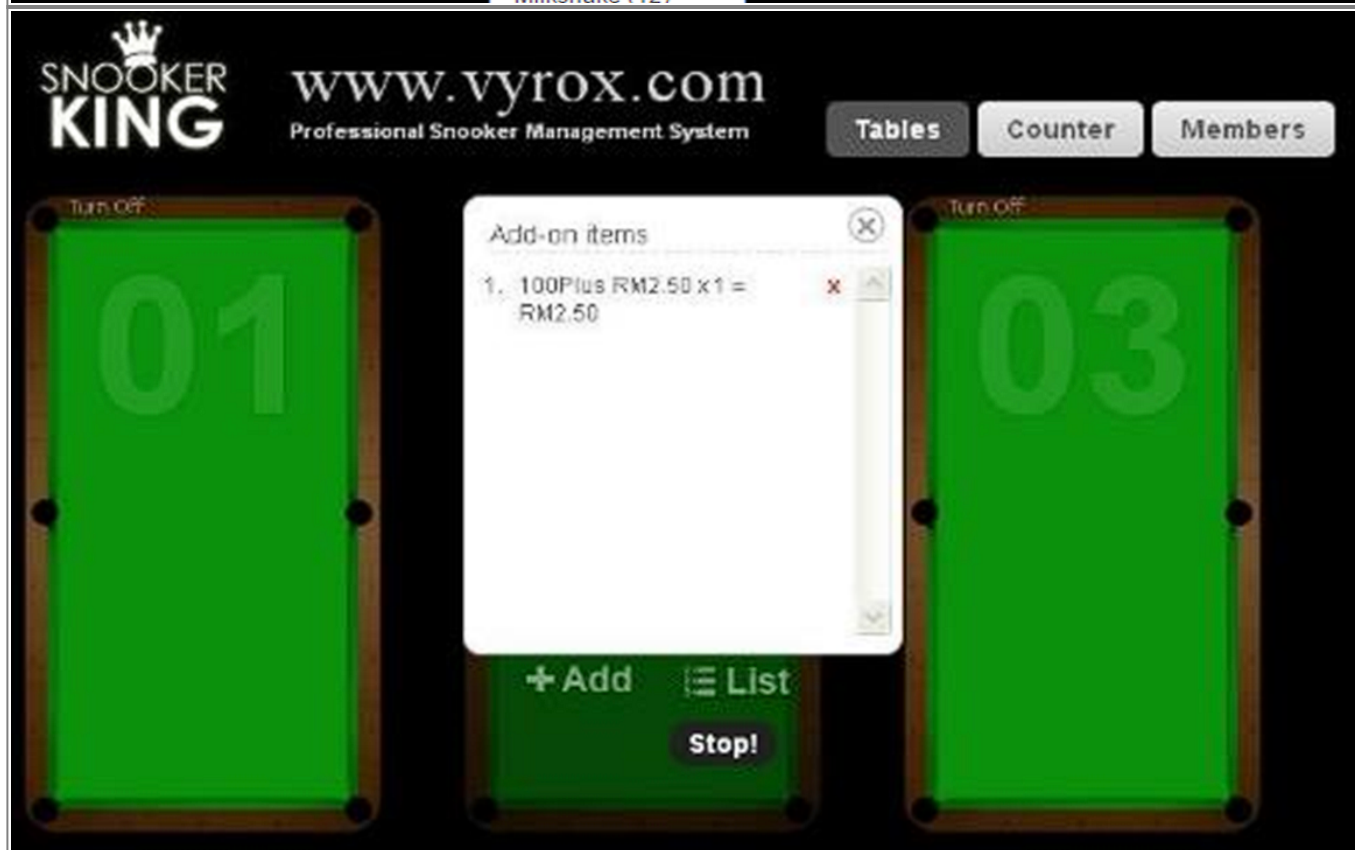 SNOOKER
KING
www.vyrox.com
Professional Snooker Management System
Tables
Counter
Members
Turn Off
01
Add-on items
1. 100Plus RM2.50 x 1 =
RM2.50
x
Turn Off
03
+ Add
List
Stop!